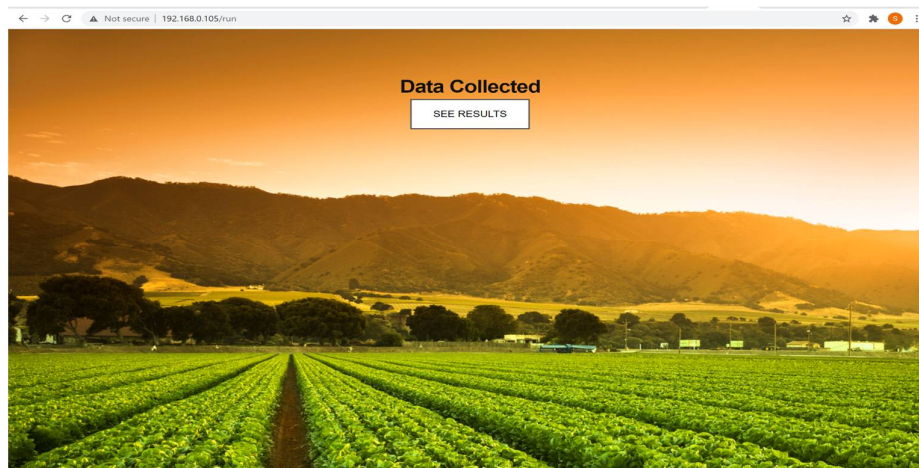 Not secure | 192.168.0.105/run
S
Data Collected
SEE RESULTS